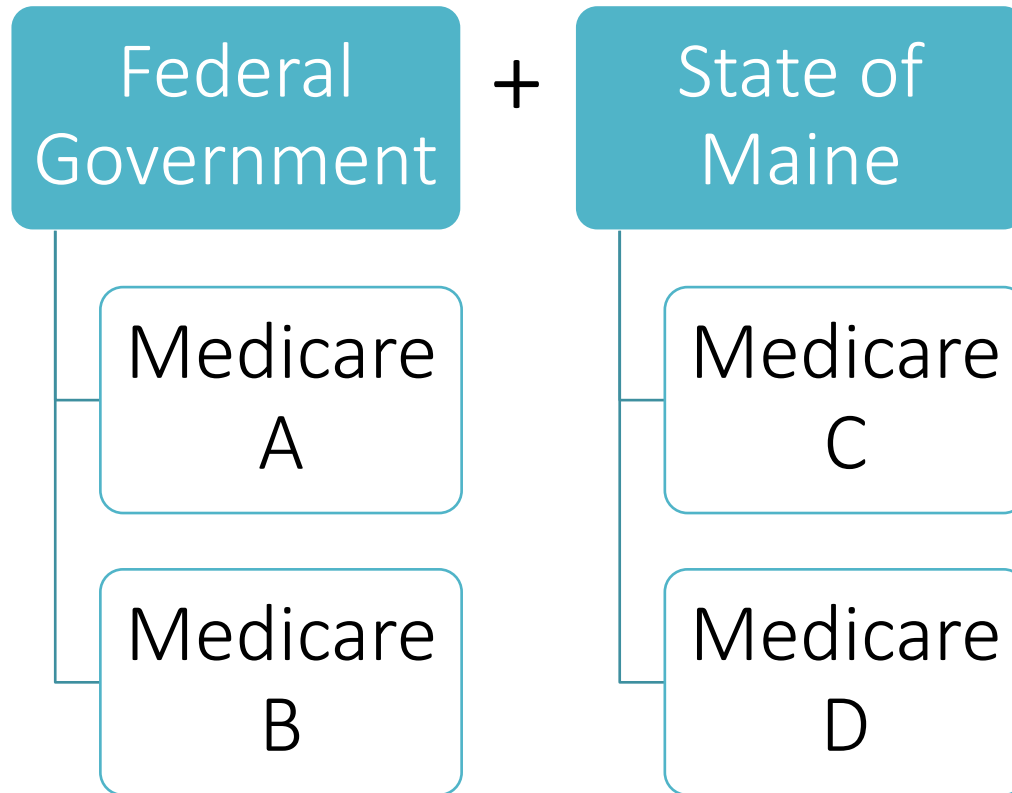 Federal
Government
+
State of
Maine
Medicare
A
Medicare
B
Medicare
C
Medicare
D